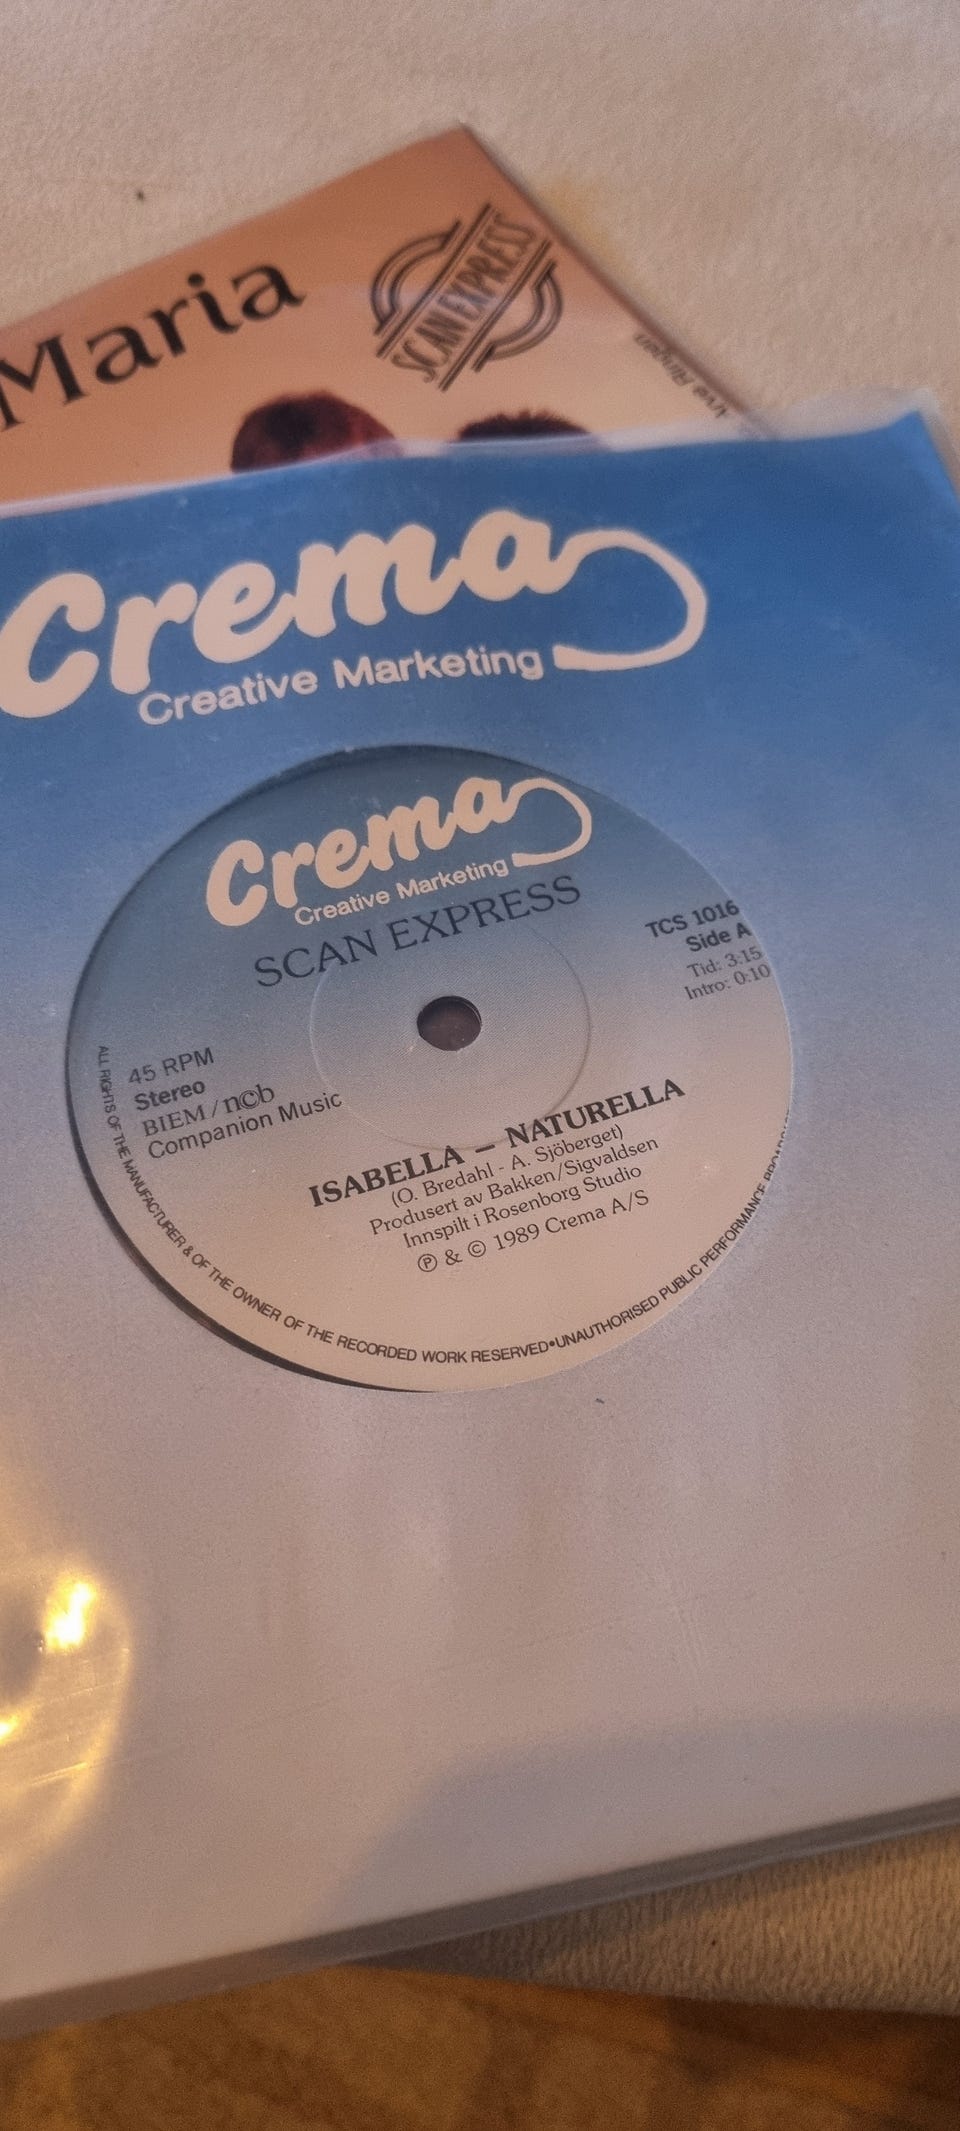 Maria
SCAN EXPRESS
Crema
Creative Marketing
Crema
Creative Marketing
SCAN EXPRESS
TCS 1016
Side A
Tid: 3:15
Intro: 0:10
45 RPM
Stereo
BIEM / n©b
Companion Music
ISABELLA – NATURELLA
(O. Bredahl - A. Sjöberget)
Produsert av Bakken/Sigvaldsen
Innspilt i Rosenborg Studio
℗ & © 1989 Crema A/S
ALL RIGHTS OF THE MANUFACTURER & OF THE OWNER OF THE RECORDED WORK RESERVED•UNAUTHORISED PUBLIC PERFORMANCE